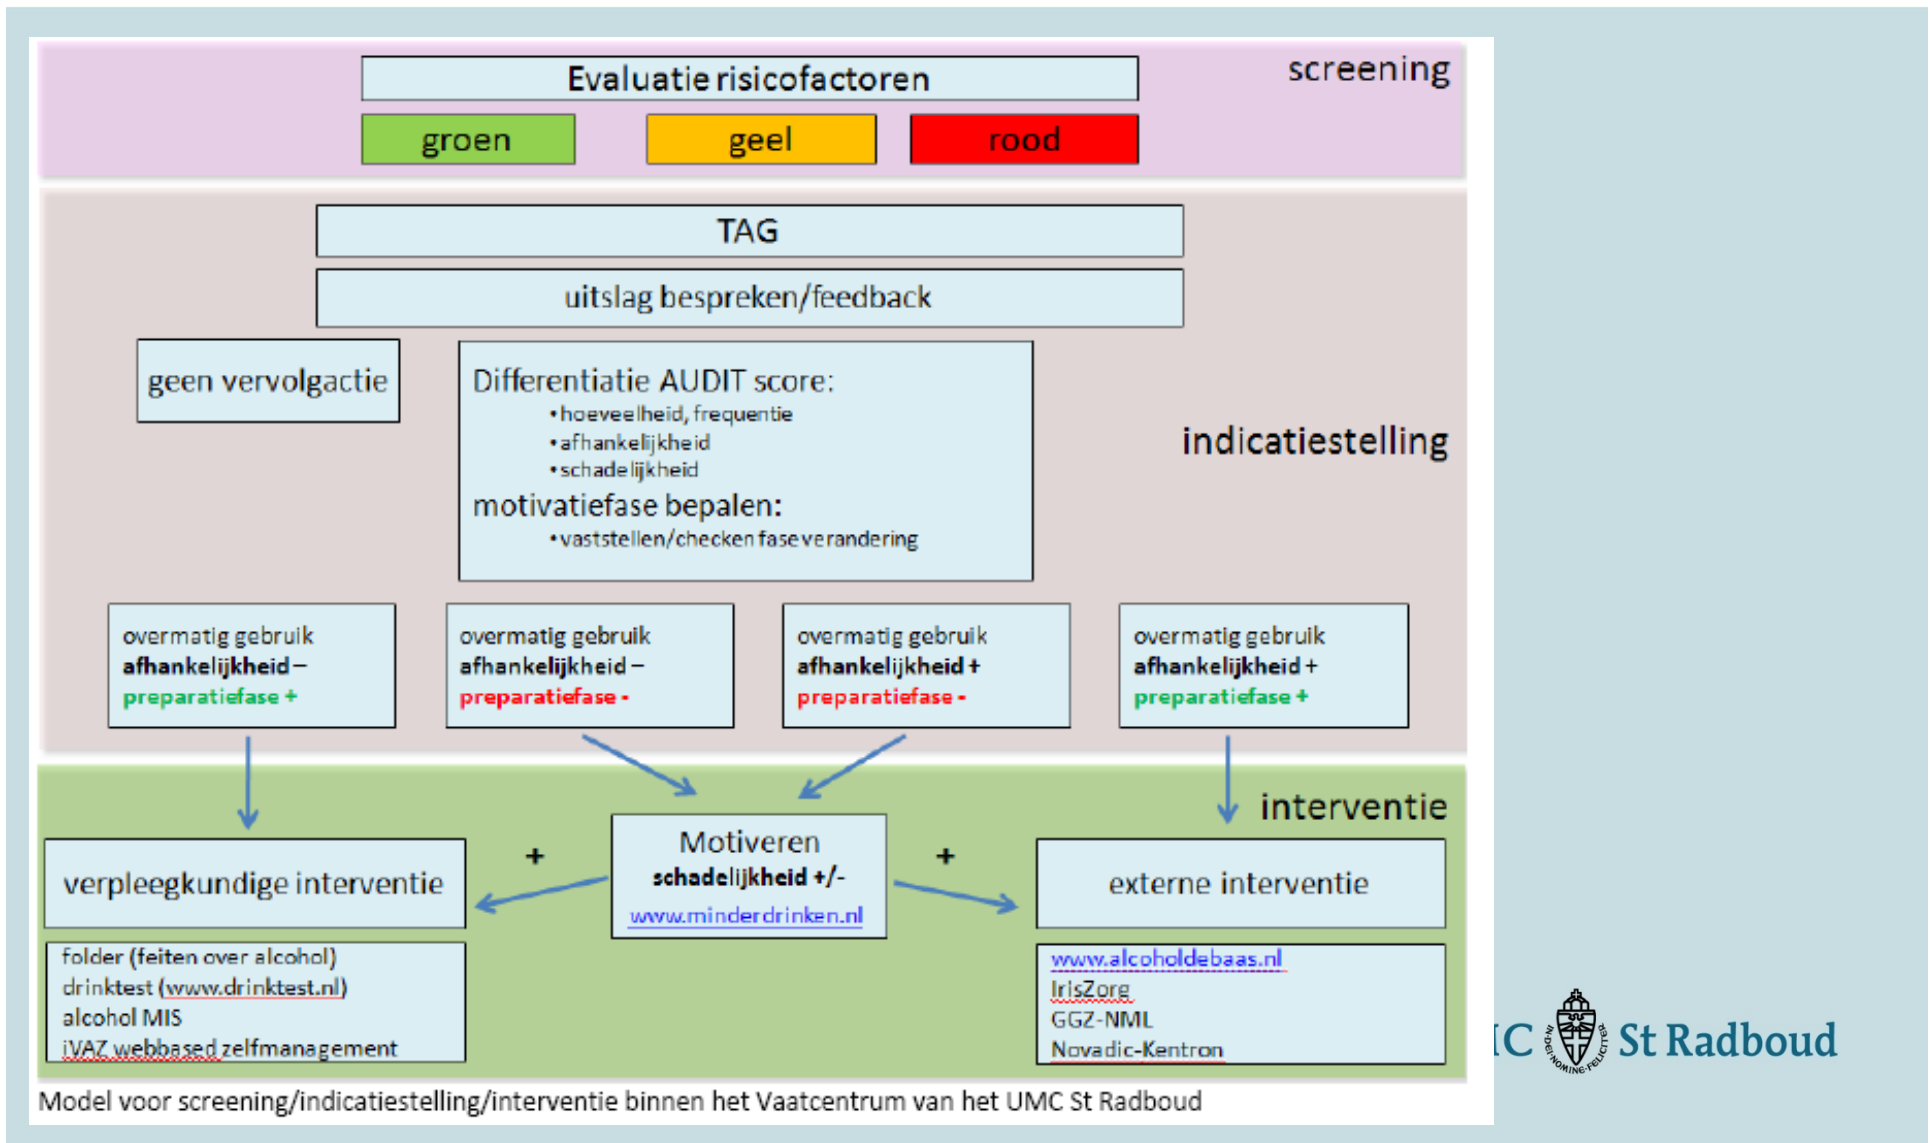 screening
Evaluatie risicofactoren
groen
geel
rood
TAG
uitslag bespreken/feedback
geen vervolgactie
Differentiatie AUDIT score:
•hoeveelheid, frequentie
•afhankelijkheid
•schadelijkheid
motivatiefase bepalen:
•vaststellen/checken fase verandering
indicatiestelling
overmatig gebruik
afhankelijkheid –
preparatiefase +
overmatig gebruik
afhankelijkheid –
preparatiefase -
overmatig gebruik
afhankelijkheid +
preparatiefase -
overmatig gebruik
afhankelijkheid +
preparatiefase +
interventie
verpleegkundige interventie
+
Motiveren
schadelijkheid +/-
www.minderdrinken.nl
+
externe interventie
folder (feiten over alcohol)
drinktest (www.drinktest.nl)
alcohol MIS
iVAZ webbased zelfmanagement
www.alcoholdebaas.nl
IrisZorg
GGZ-NML
Novadic-Kentron
Model voor screening/indicatiestelling/interventie binnen het Vaatcentrum van het UMC St Radboud
C St Radboud
IN·DEI·NOMINE·FELICITER